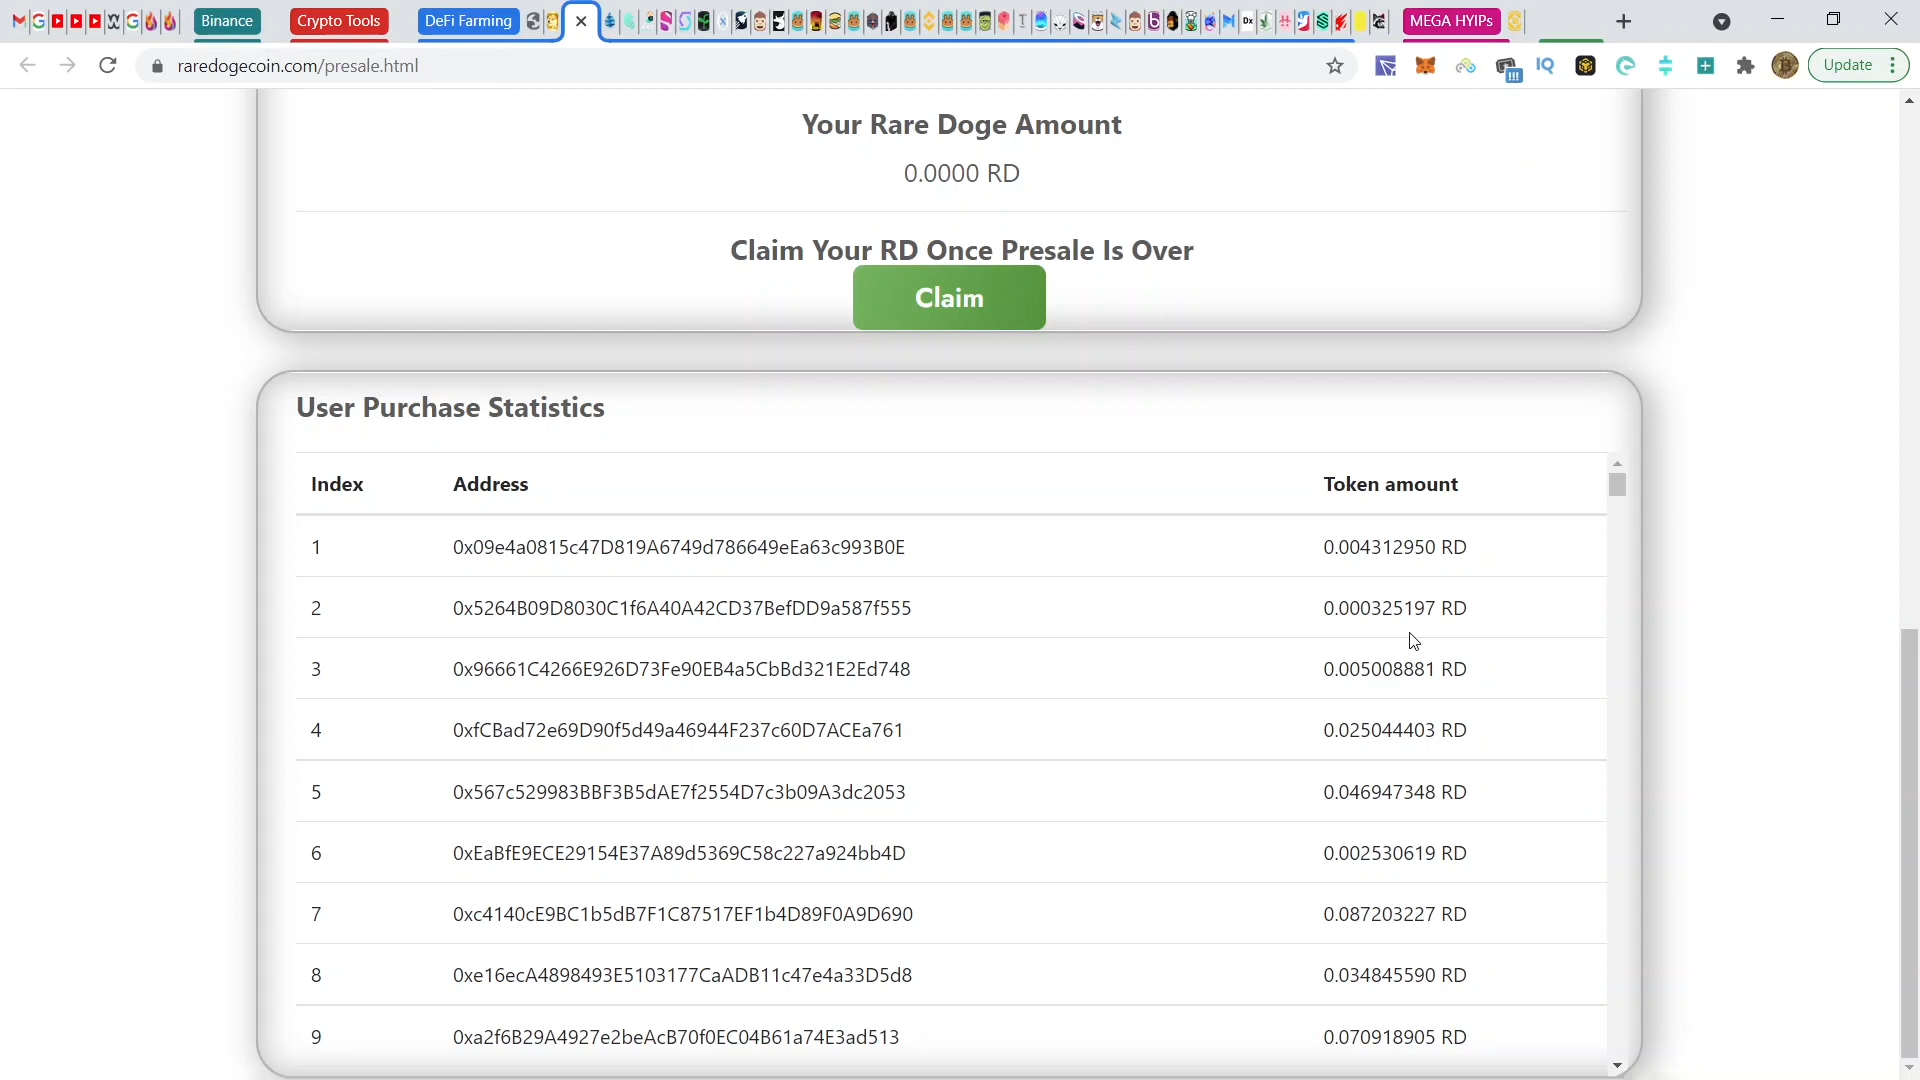 Binance
Crypto Tools
DeFi Farming
MEGA HYIPs
raredogecoin.com/presale.html
Update
Your Rare Doge Amount
0.0000 RD
Claim Your RD Once Presale Is Over
Claim
User Purchase Statistics
Index Address Token amount
1 0x09e4a0815c47D819A6749d786649eEa63c993B0E 0.004312950 RD
2 0x5264B09D8030C1f6A40A42CD37BefDD9a587f555 0.000325197 RD
3 0x96661C4266E926D73Fe90EB4a5CbBd321E2Ed748 0.005008881 RD
4 0xfCBad72e69D90f5d49a46944F237c60D7ACEa761 0.025044403 RD
5 0x567c529983BBF3B5dAE7f2554D7c3b09A3dc2053 0.046947348 RD
6 0xEaBfE9ECE29154E37A89d5369C58c227a924bb4D 0.002530619 RD
7 0xc4140cE9BC1b5dB7F1C87517EF1b4D89F0A9D690 0.087203227 RD
8 0xe16ecA4898493E5103177CaADB11c47e4a33D5d8 0.034845590 RD
9 0xa2f6B29A4927e2beAcB70f0EC04B61a74E3ad513 0.070918905 RD